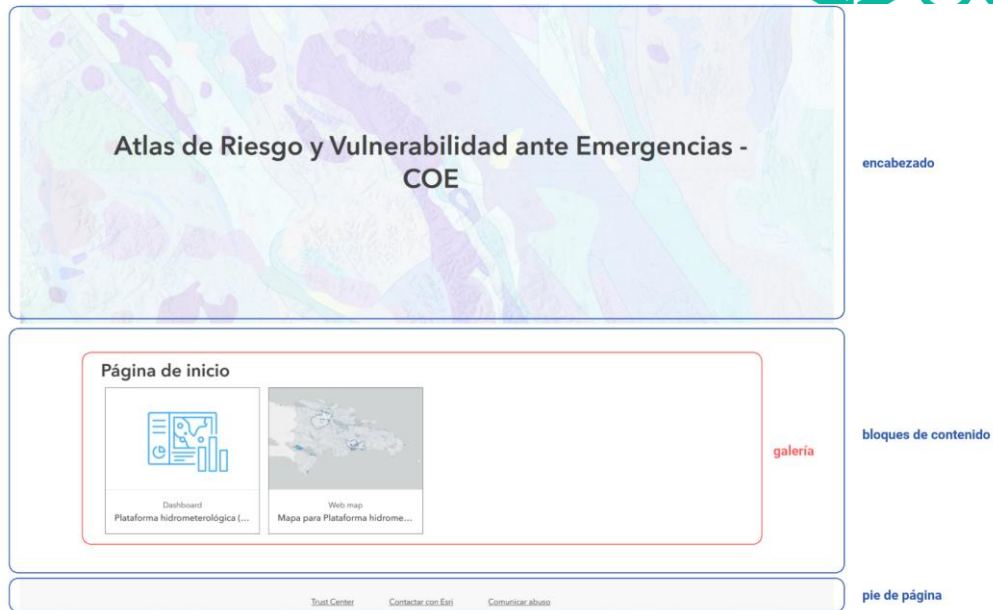 Atlas de Riesgo y Vulnerabilidad ante Emergencias -
COE
encabezado
Página de inicio
Dashboard
Plataforma hidrometerológica (...
Web map
Mapa para Plataforma hidrome...
galería
bloques de contenido
Trust Center Contactar con Esri Comunicar abuso
pie de página